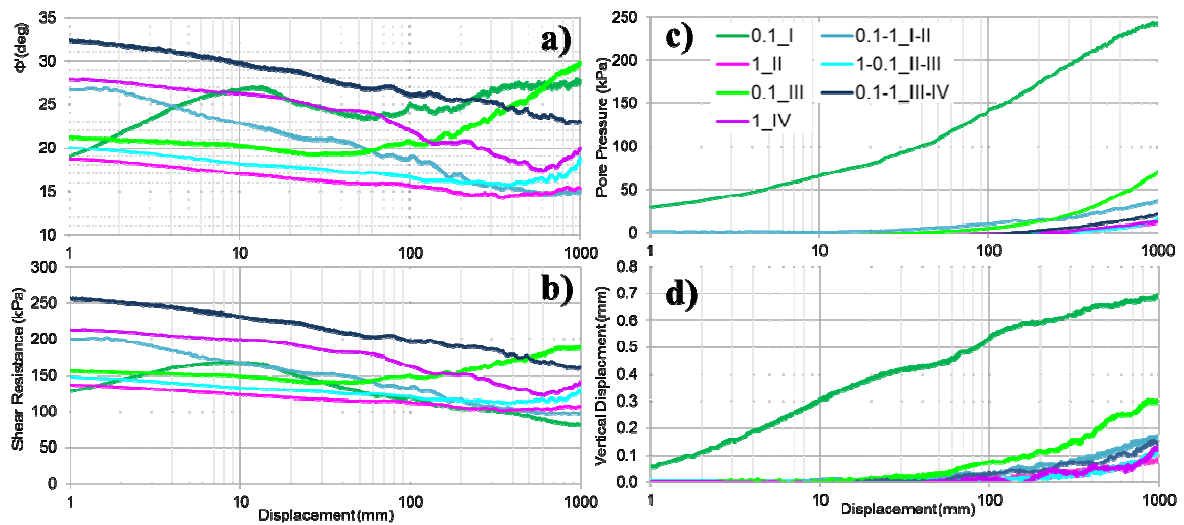 a)
Φ'(deg)
35
30
25
20
15
10
1
10
100
1000
b)
Shear Resistance (kPa)
300
250
200
150
100
50
0
1
10
100
1000
Displacement (mm)
c)
Pore Pressure (kPa)
250
200
150
100
50
0
0.1_I
0.1-1_I-II
1_II
1-0.1_II-III
0.1_III
0.1-1_III-IV
1_IV
1
10
100
1000
d)
Vertical Displacment (mm)
0.8
0.7
0.6
0.5
0.4
0.3
0.2
0.1
0.0
1
10
100
1000
Displacement (mm)